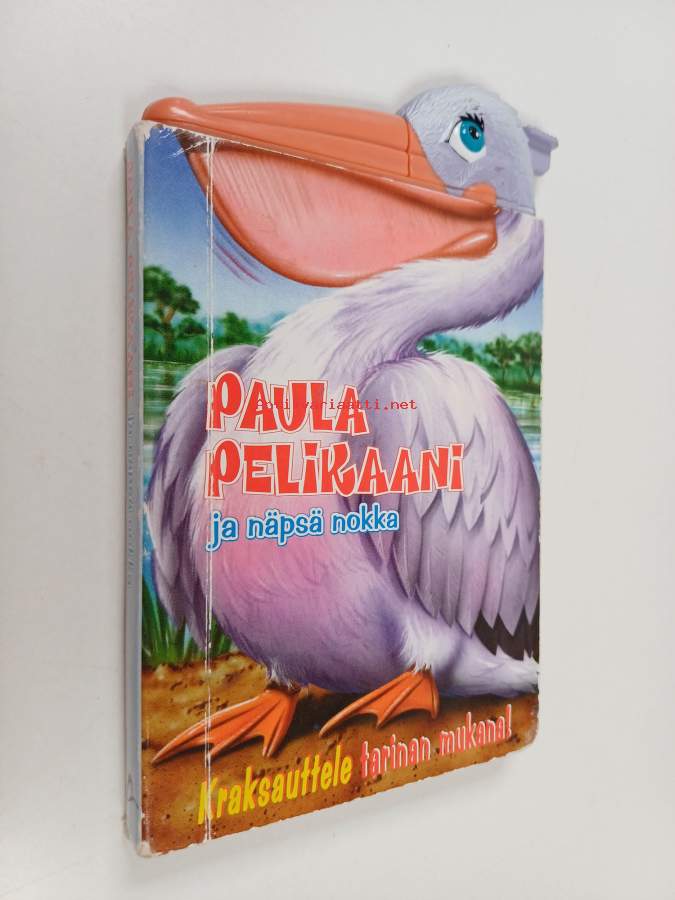 PAULA
PELIKAANI
ja näpsä nokka
Kraksauttele tarinan mukana!